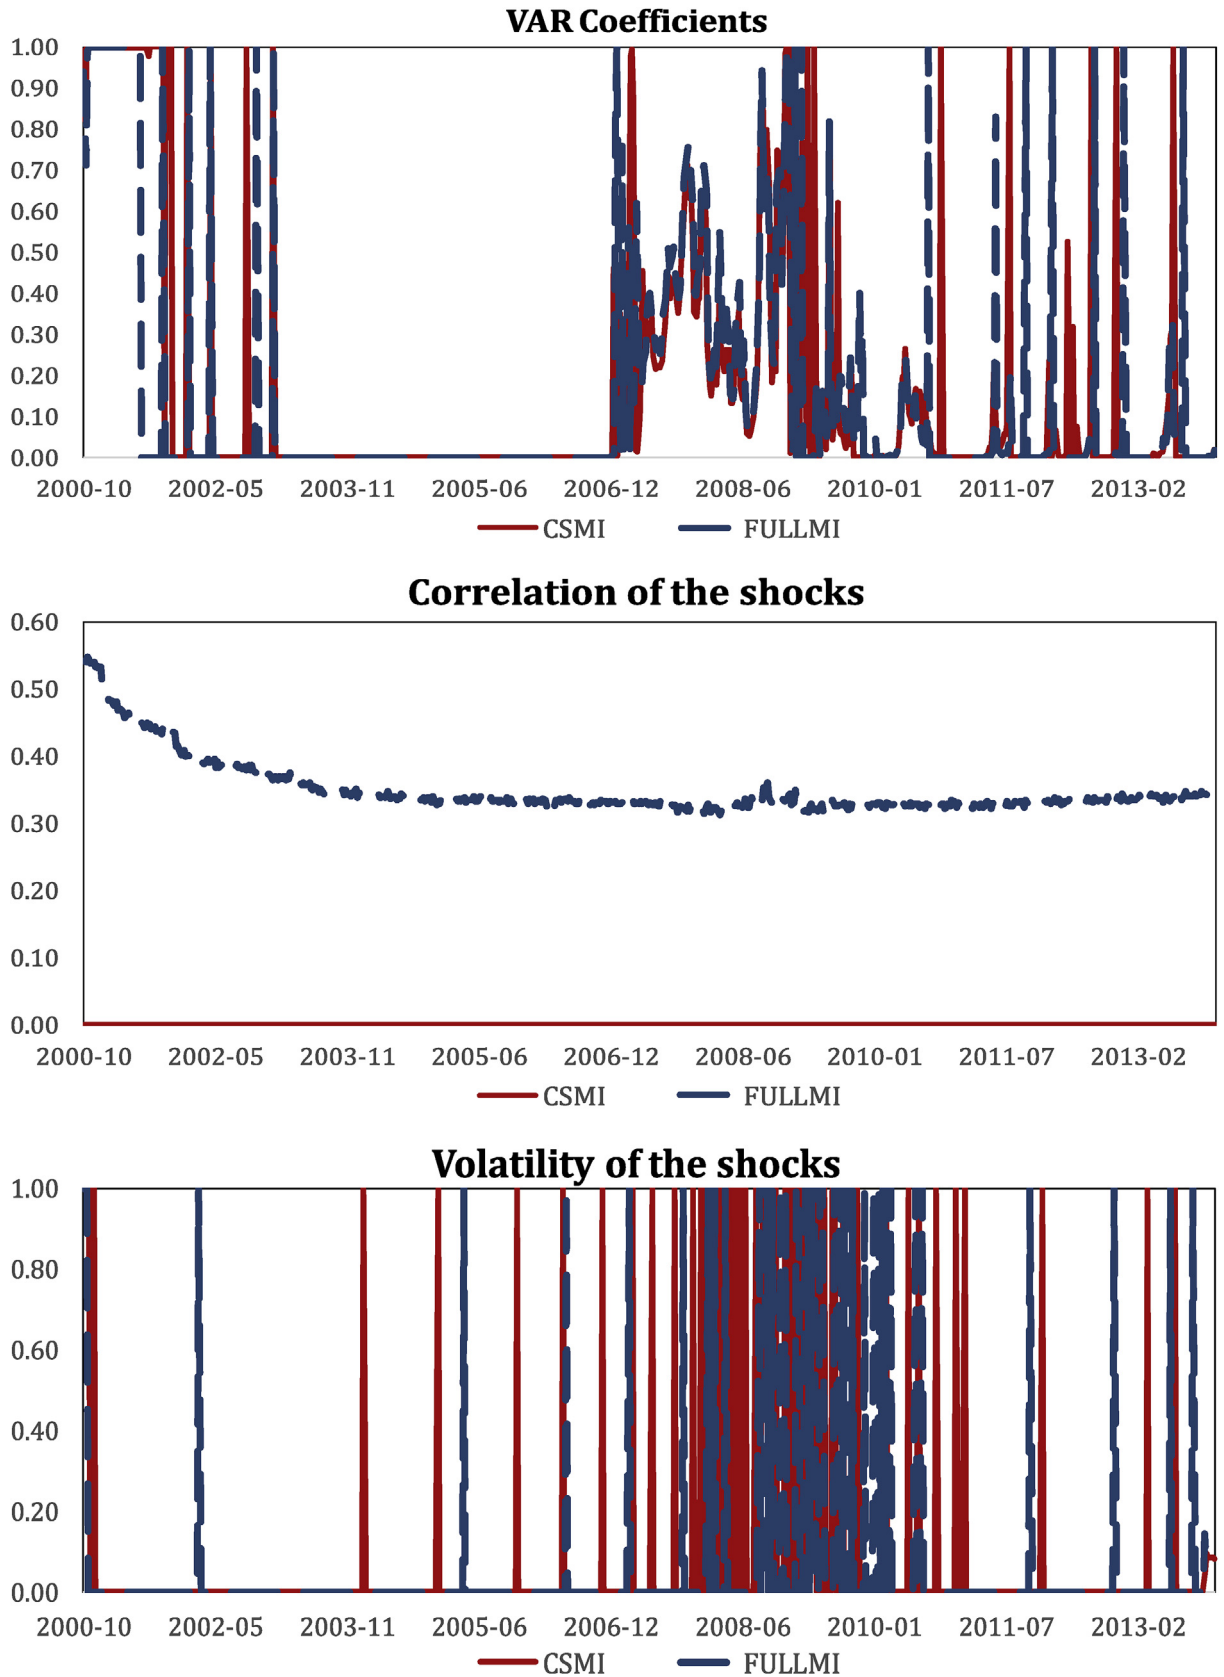 VAR Coefficients
1.00
0.90
0.80
0.70
0.60
0.50
0.40
0.30
0.20
0.10
0.00
2000-10 2002-05 2003-11 2005-06 2006-12 2008-06 2010-01 2011-07 2013-02
CSMI FULLMI
Correlation of the shocks
0.60
0.50
0.40
0.30
0.20
0.10
0.00
2000-10 2002-05 2003-11 2005-06 2006-12 2008-06 2010-01 2011-07 2013-02
CSMI FULLMI
Volatility of the shocks
1.00
0.80
0.60
0.40
0.20
0.00
2000-10 2002-05 2003-11 2005-06 2006-12 2008-06 2010-01 2011-07 2013-02
CSMI FULLMI